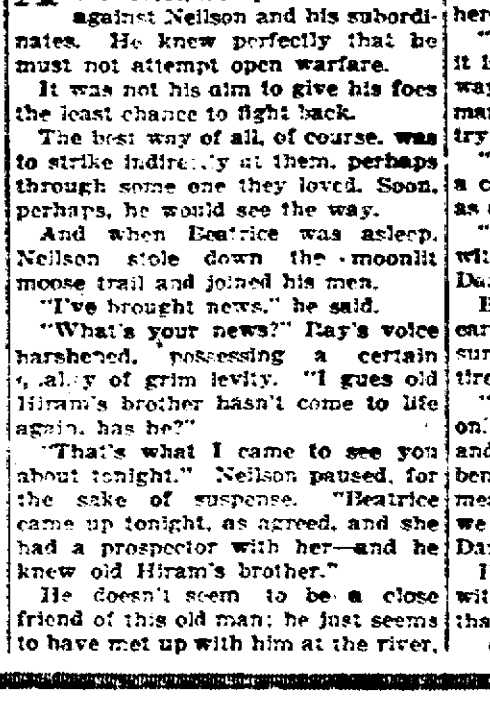 against Neilson and his subordi-
nates. He knew perfectly that he
must not attempt open warfare.
It was not his aim to give his foes
the least chance to fight back.
The best way of all, of course, was
to strike indirectly at them, perhaps
through some one they loved. Soon,
perhaps, he would see the way.
And when Beatrice was asleep,
Neilson stole down the moonlit
moose trail and joined his men.
"I've brought news," he said.
"What's your news?" Ray's voice
harshened, possessing a certain
quality of grim levity. "I gues old
Hiram's brother hasn't come to life
again, has he?"
"That's what I came to see you
about tonight." Neilson paused, for
the sake of suspense. "Beatrice
came up tonight, as agreed, and she
had a prospector with her—and he
knew old Hiram's brother."
He doesn't seem to be a close
friend of this old man; he just seems
to have met up with him at the river,